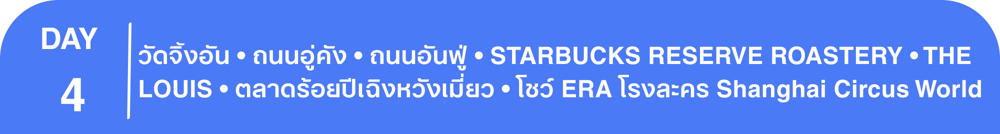 DAY
4
วัดจิ้งอัน • ถนนอู่คัง • ถนนอันฟู่ • STARBUCKS RESERVE ROASTERY • THE
LOUIS • ตลาดร้อยปีเฉิงหวังเมี่ยว • โชว์ ERA โรงละคร Shanghai Circus World